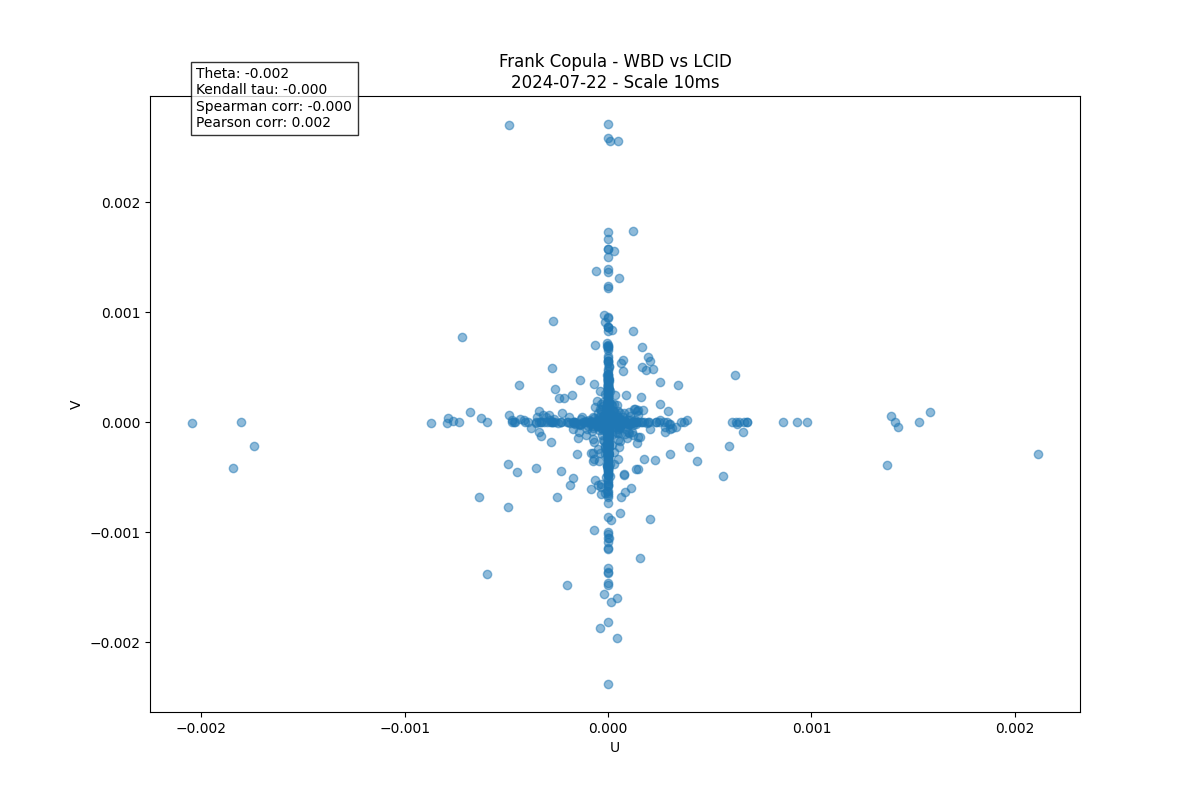 Frank Copula - WBD vs LCID
2024-07-22 - Scale 10ms
Theta: -0.002
Kendall tau: -0.000
Spearman corr: -0.000
Pearson corr: 0.002
0.002
0.001
0.000
−0.001
−0.002
V
−0.002
−0.001
0.000
0.001
0.002
U